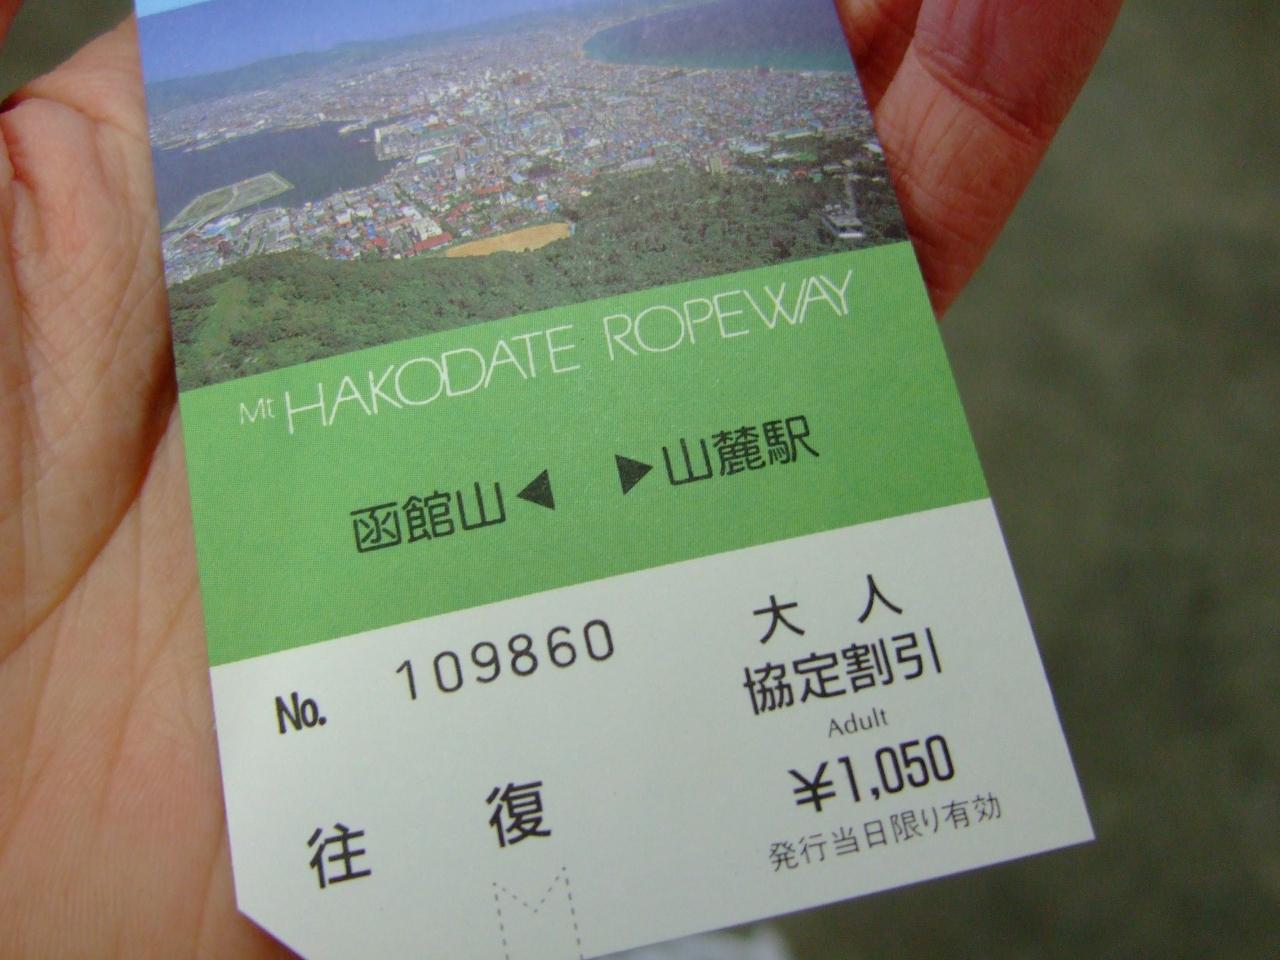 Mt HAKODATE ROPEWAY
函館山◀ ▶山麓駅
No. 109860
大人
協定割引
Adult
¥1,050
往復
発行当日限り有効